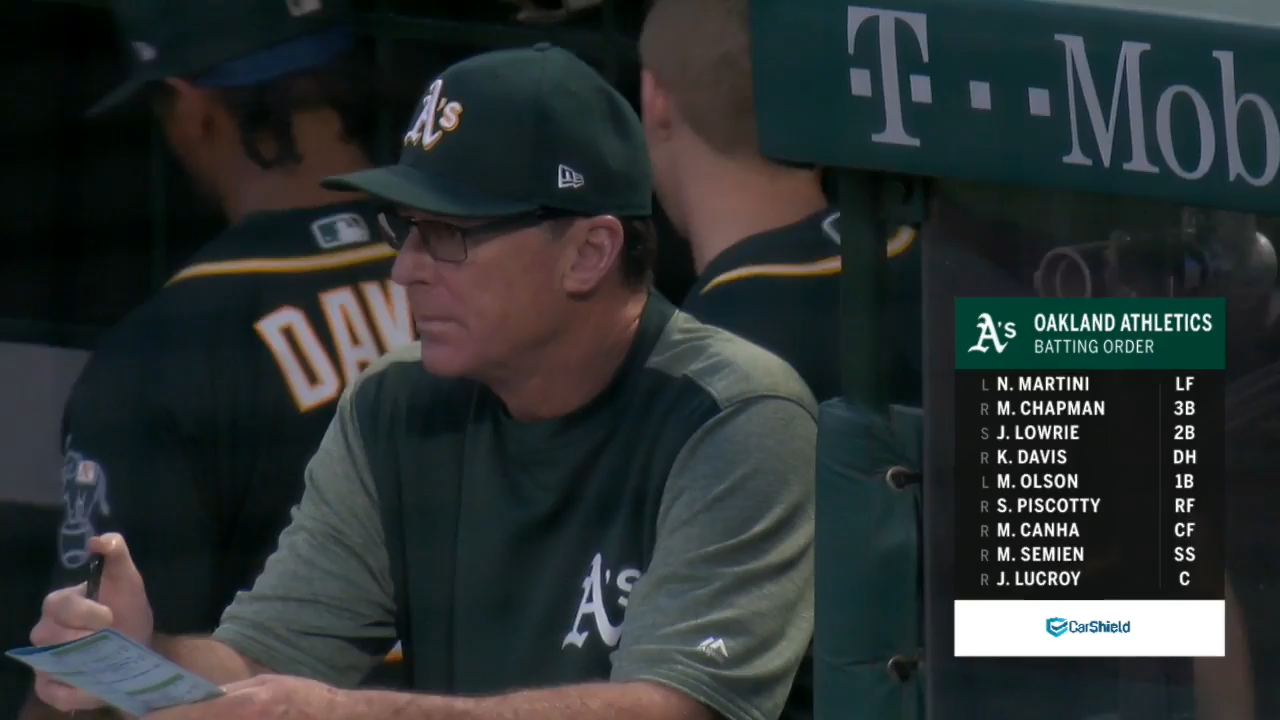 A's
T··Mob
DAV
A's
A's OAKLAND ATHLETICS
BATTING ORDER
L N. MARTINI LF
R M. CHAPMAN 3B
S J. LOWRIE 2B
R K. DAVIS DH
L M. OLSON 1B
R S. PISCOTTY RF
R M. CANHA CF
R M. SEMIEN SS
R J. LUCROY C
CarShield